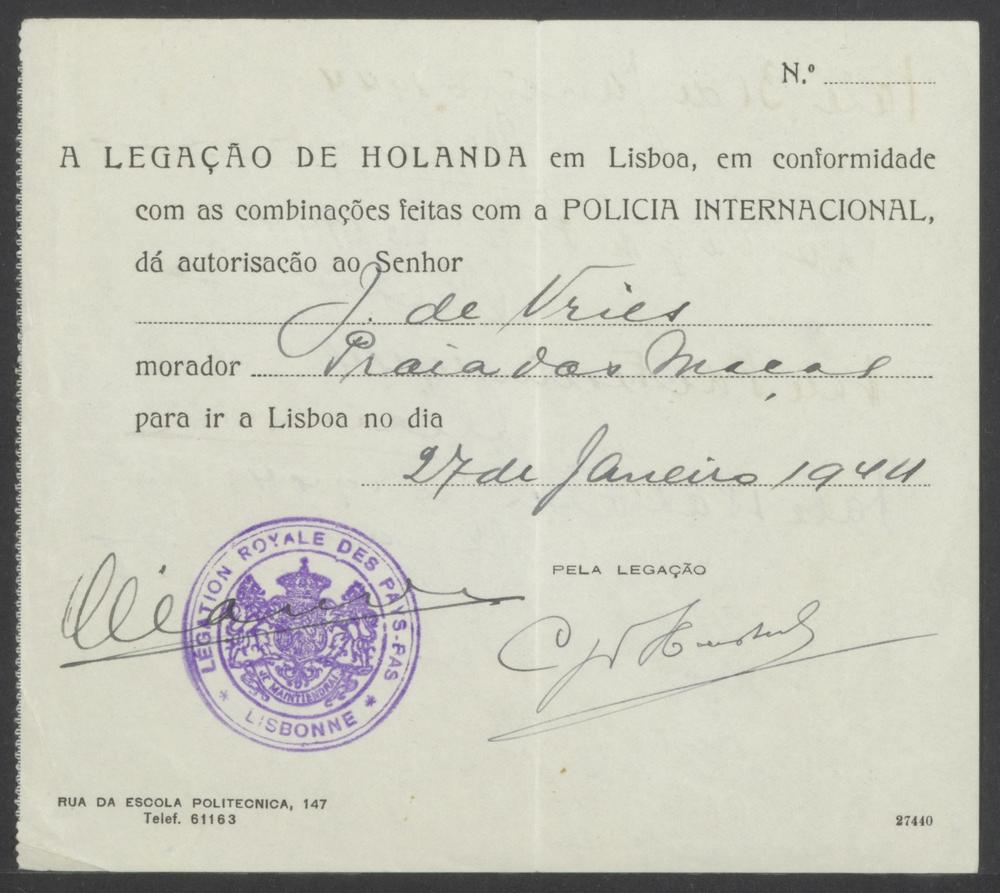 N.º
A LEGAÇÃO DE HOLANDA em Lisboa, em conformidade
com as combinações feitas com a POLICIA INTERNACIONAL,
dá autorisação ao Senhor
J. de Vries
morador Praia das Maçãs
para ir a Lisboa no dia
27 de Janeiro 1944
LÉGATION ROYALE DES PAYS-BAS
JE MAINTIENDRAI
* LISBONNE *
PELA LEGAÇÃO
RUA DA ESCOLA POLITECNICA, 147
Telef. 61163
27440